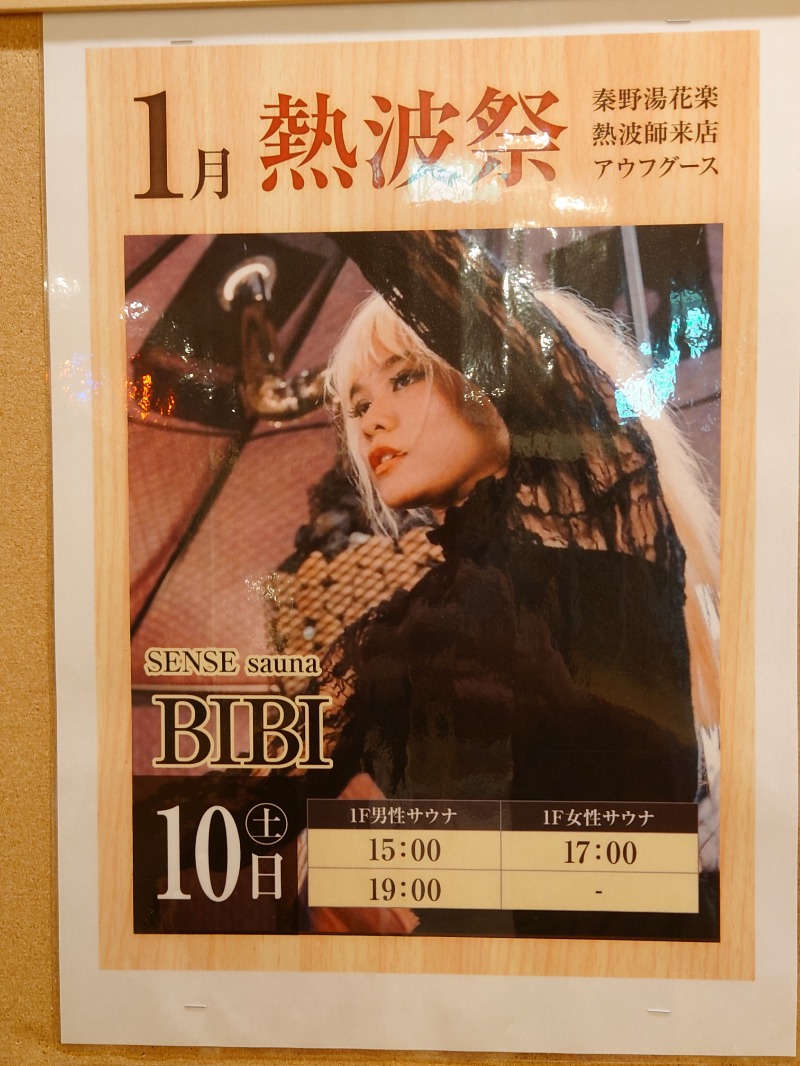 1月 熱波祭
秦野湯花楽
熱波師来店
アウフグース
SENSE sauna
BIBI
10日 ㊏
1F男性サウナ 1F女性サウナ
15:00 17:00
19:00 -